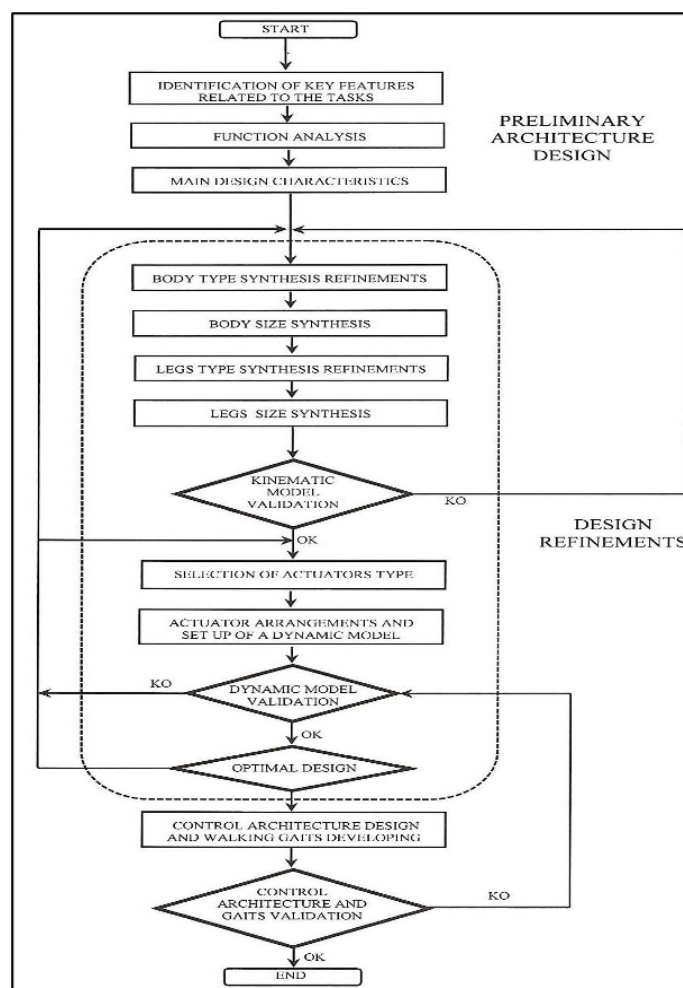 START
IDENTIFICATION OF KEY FEATURES
RELATED TO THE TASKS
FUNCTION ANALYSIS
MAIN DESIGN CHARACTERISTICS
PRELIMINARY
ARCHITECTURE
DESIGN
BODY TYPE SYNTHESIS REFINEMENTS
BODY SIZE SYNTHESIS
LEGS TYPE SYNTHESIS REFINEMENTS
LEGS SIZE SYNTHESIS
KINEMATIC
MODEL
VALIDATION
KO
OK
DESIGN
REFINEMENTS
SELECTION OF ACTUATORS TYPE
ACTUATOR ARRANGEMENTS AND
SET UP OF A DYNAMIC MODEL
KO
DYNAMIC MODEL
VALIDATION
OK
OPTIMAL DESIGN
CONTROL ARCHITECTURE DESIGN
AND WALKING GAITS DEVELOPING
CONTROL
ARCHITECTURE AND
GAITS VALIDATION
KO
OK
END